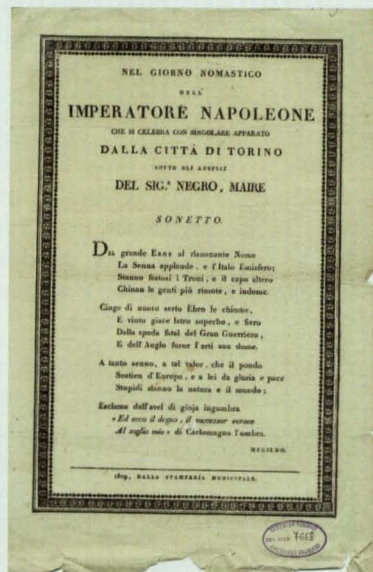 NEL GIORNO NOMASTICO
DELL'
IMPERATORE NAPOLEONE
CHE SI CELEBRA CON SINGOLARE APPARATO
DALLA CITTÀ DI TORINO
SOTTO GLI AUSPICI
DEL SIG.ʳ NEGRO, MAIRE
SONETTO.
DEL grande EROE al risuonante Nome
La Senna applaude, e l'Italo Emisfero;
Stanno festosi i Troni, e il capo altero
Chinan le genti più rimote, e indome.
Cinge di nuovo serto Ebro le chiome,
E vinto giace Istro superbo, e fiero
Dalla spada fatal del Gran Guerriero,
E dell'Anglo furor l'arti son dome.
A tanto senno, a tal valor, che il pondo
Sostien d'Europa, e a lei da gloria e pace
Stupidi stanno la natura e il mondo;
Esclama dall'avel di gioja ingombra
« Ed ecco il degno, il successor verace
Al soglio mio » di Carlomagno l'ombra.
1809, DALLA STAMPERIA MUNICIPALE.
7668